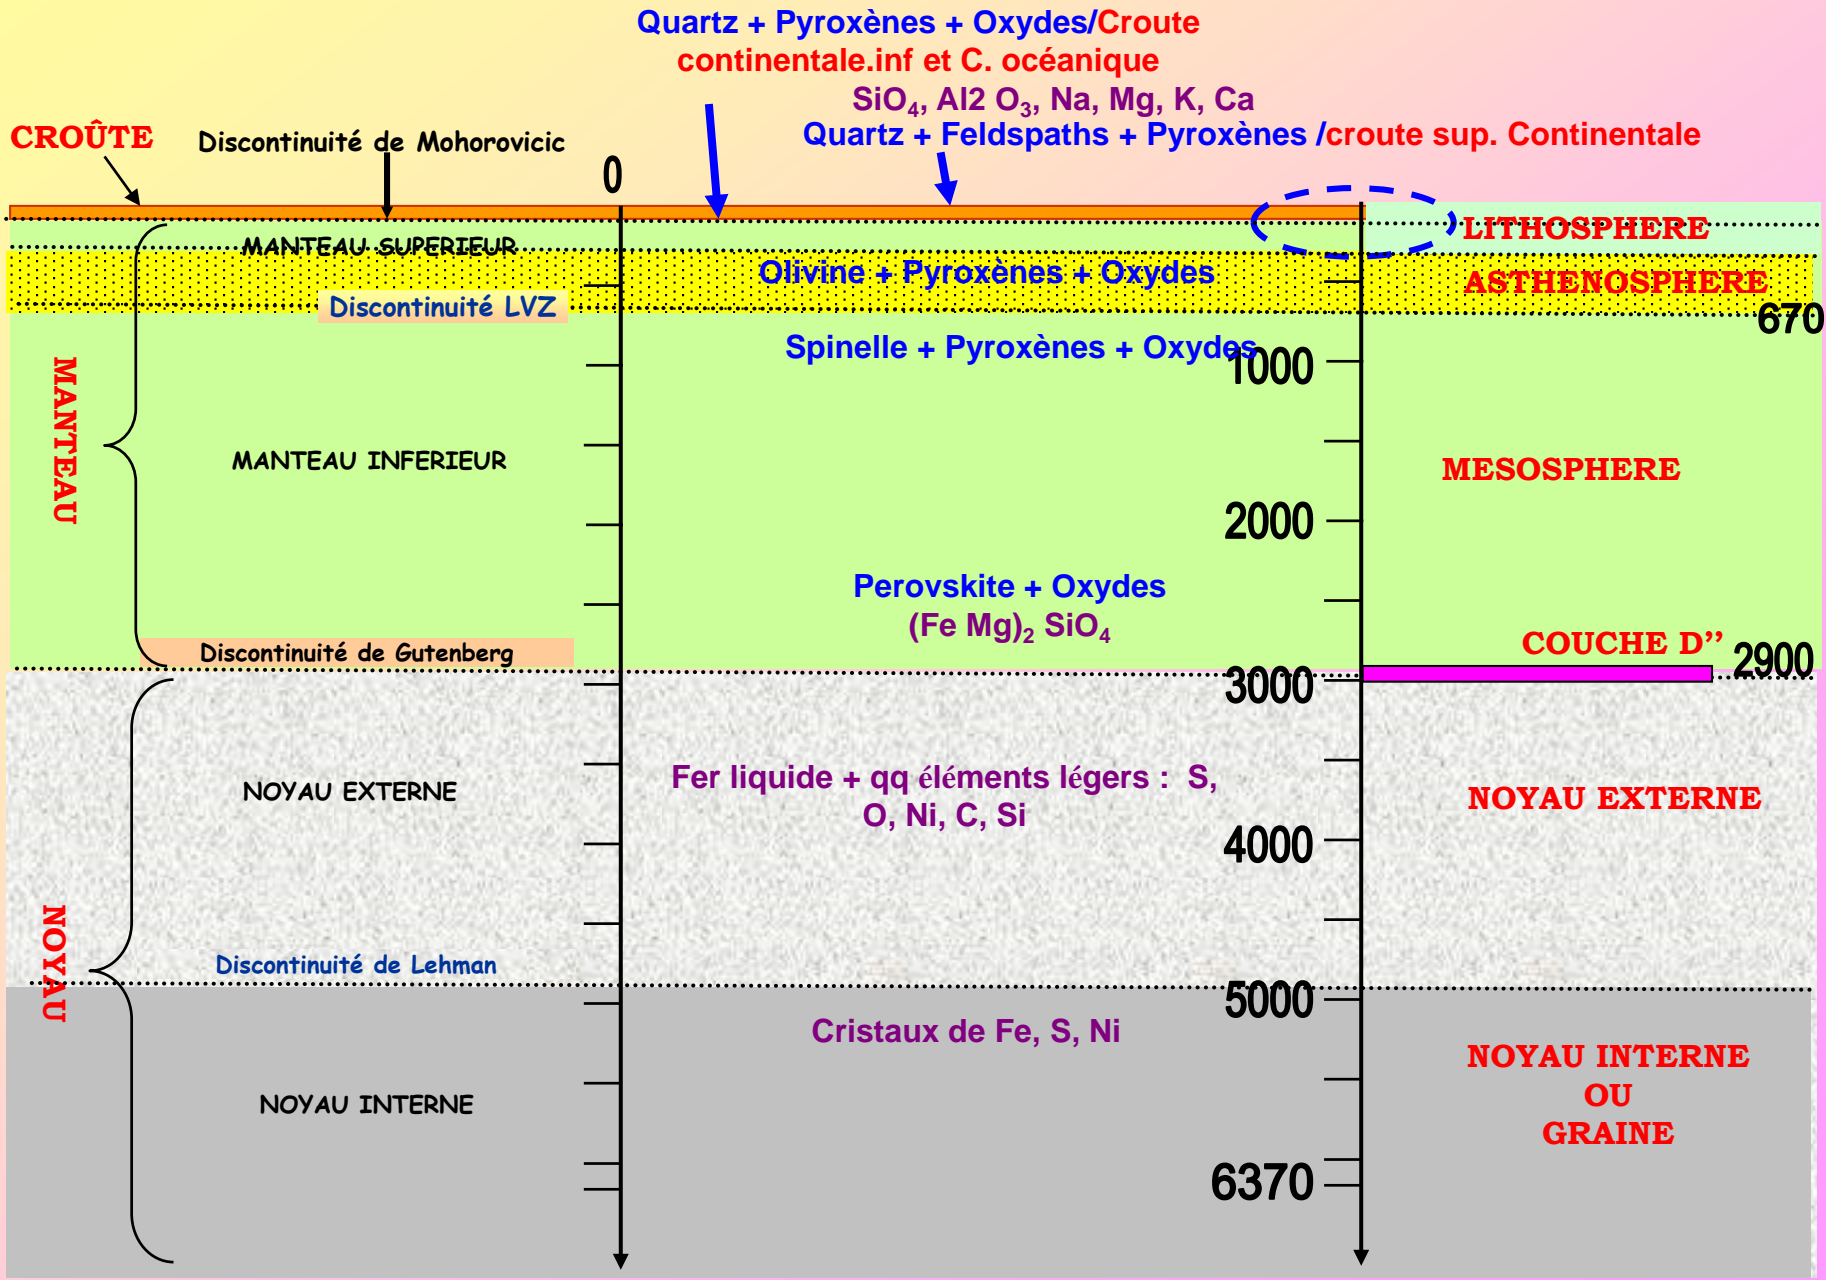 Quartz + Pyroxènes + Oxydes/Croute
continentale.inf et C. océanique
SiO₄, Al2 O₃, Na, Mg, K, Ca
Quartz + Feldspaths + Pyroxènes /croute sup. Continentale
CROÛTE
Discontinuité de Mohorovicic
0
MANTEAU SUPERIEUR
LITHOSPHERE
Olivine + Pyroxènes + Oxydes
ASTHENOSPHERE
Discontinuité LVZ
670
Spinelle + Pyroxènes + Oxydes
1000
MANTEAU
MANTEAU INFERIEUR
MESOSPHERE
2000
Perovskite + Oxydes
(Fe Mg)₂ SiO₄
Discontinuité de Gutenberg
COUCHE D’’
2900
3000
NOYAU EXTERNE
Fer liquide + qq éléments légers :  S,
O, Ni, C, Si
NOYAU EXTERNE
4000
NOYAU
Discontinuité de Lehman
5000
Cristaux de Fe, S, Ni
NOYAU INTERNE
NOYAU INTERNE
OU
GRAINE
6370